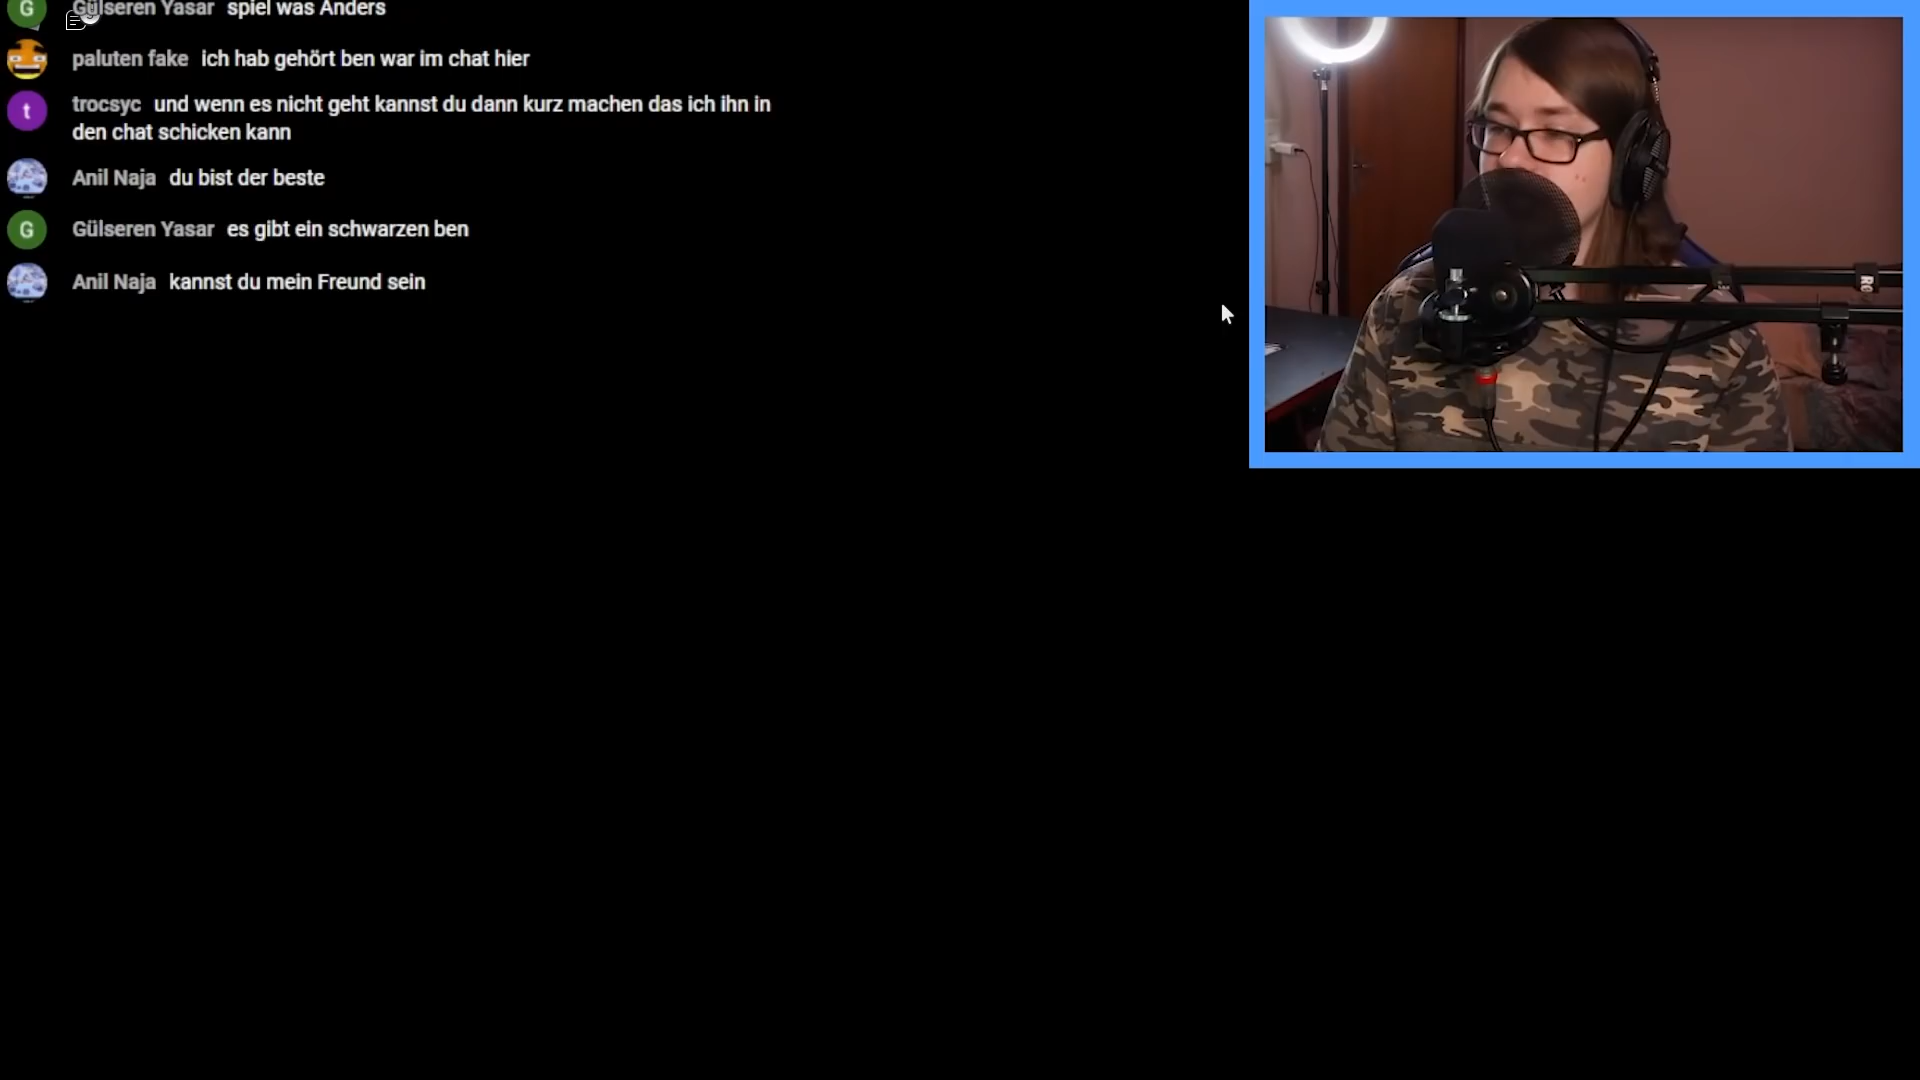 G Gülseren Yasar spiel was Anders
paluten fake ich hab gehört ben war im chat hier
t trocsyc und wenn es nicht geht kannst du dann kurz machen das ich ihn in
den chat schicken kann
Anil Naja du bist der beste
G Gülseren Yasar es gibt ein schwarzen ben
Anil Naja kannst du mein Freund sein